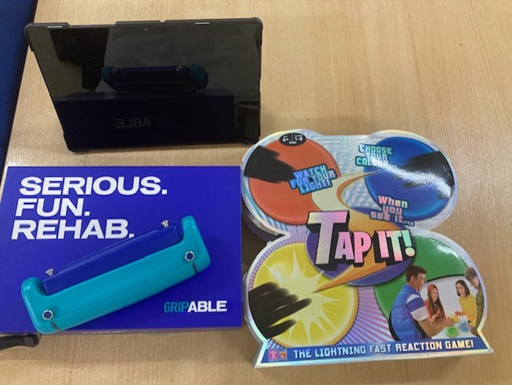 SERIOUS.
FUN.
REHAB.
GRIPABLE
WATCH
FOR YOUR
LIGHT!
CHOOSE
YOUR
COLOUR...
When
you
see it...
TAP IT!
THE LIGHTNING FAST REACTION GAME!